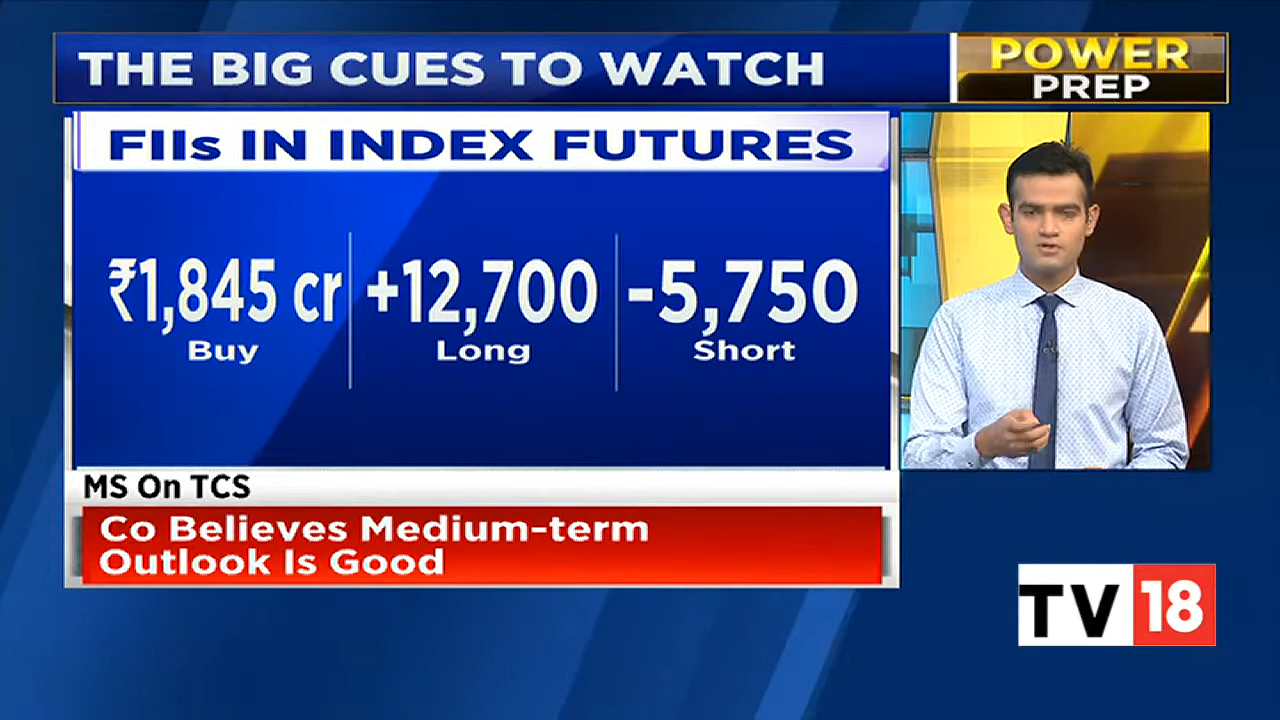 THE BIG CUES TO WATCH
POWER
PREP
FIIs IN INDEX FUTURES
₹1,845 cr
Buy
+12,700
Long
-5,750
Short
MS On TCS
Co Believes Medium-term
Outlook Is Good
TV18